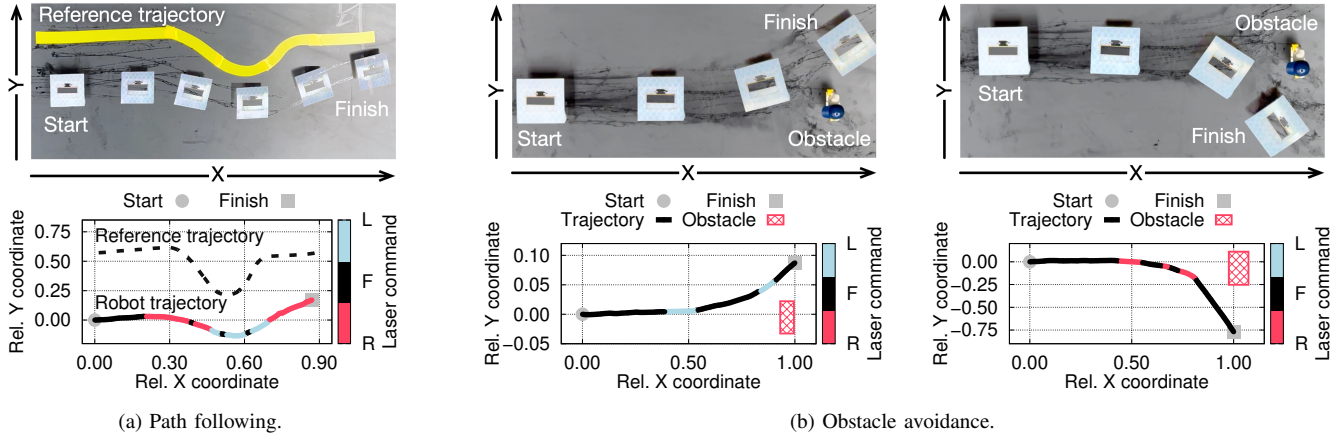 Reference trajectory
Y
Start
Finish
X
Start Finish
Rel. Y coordinate
0.75
0.50
0.25
0.00
Reference trajectory
Robot trajectory
0.00 0.30 0.60 0.90
Rel. X coordinate
L
F
R
Laser command
(a) Path following.
Y
Finish
Start
Obstacle
X
Start Finish
Trajectory Obstacle
Rel. Y coordinate
0.10
0.05
0.00
−0.05
0.00 0.50 1.00
Rel. X coordinate
L
F
R
Laser command
Y
Obstacle
Start
Finish
X
Start Finish
Trajectory Obstacle
Rel. Y coordinate
0.00
−0.25
−0.50
−0.75
0.00 0.50 1.00
Rel. X coordinate
L
F
R
Laser command
(b) Obstacle avoidance.